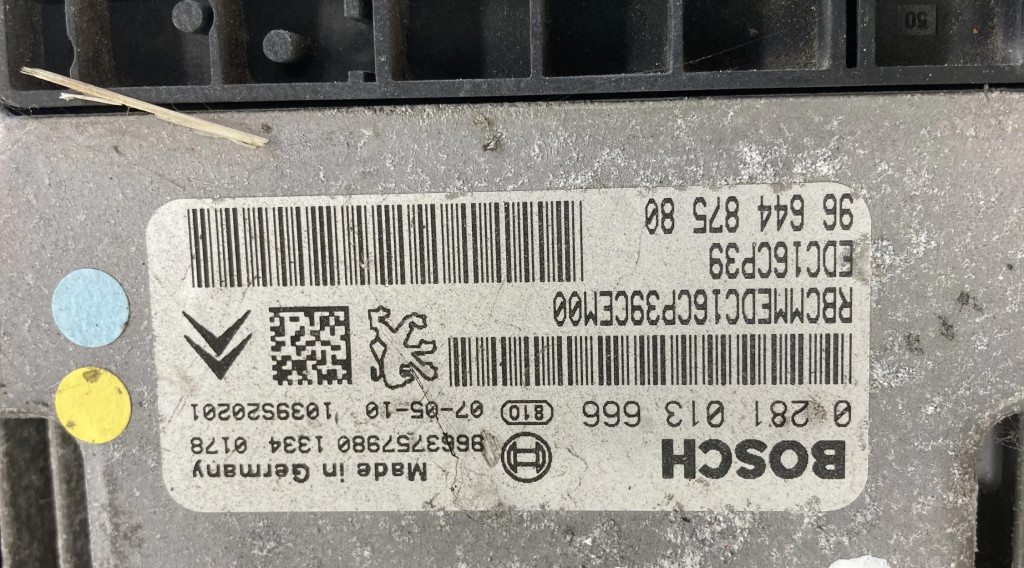 BOSCH
Made in Germany
9663757980 1334 0178
0 281 013 666
810
07-05-10
1039S20201
RBCMMEDC16CP39CEM00
EDC16CP39
96 644 875 80
50